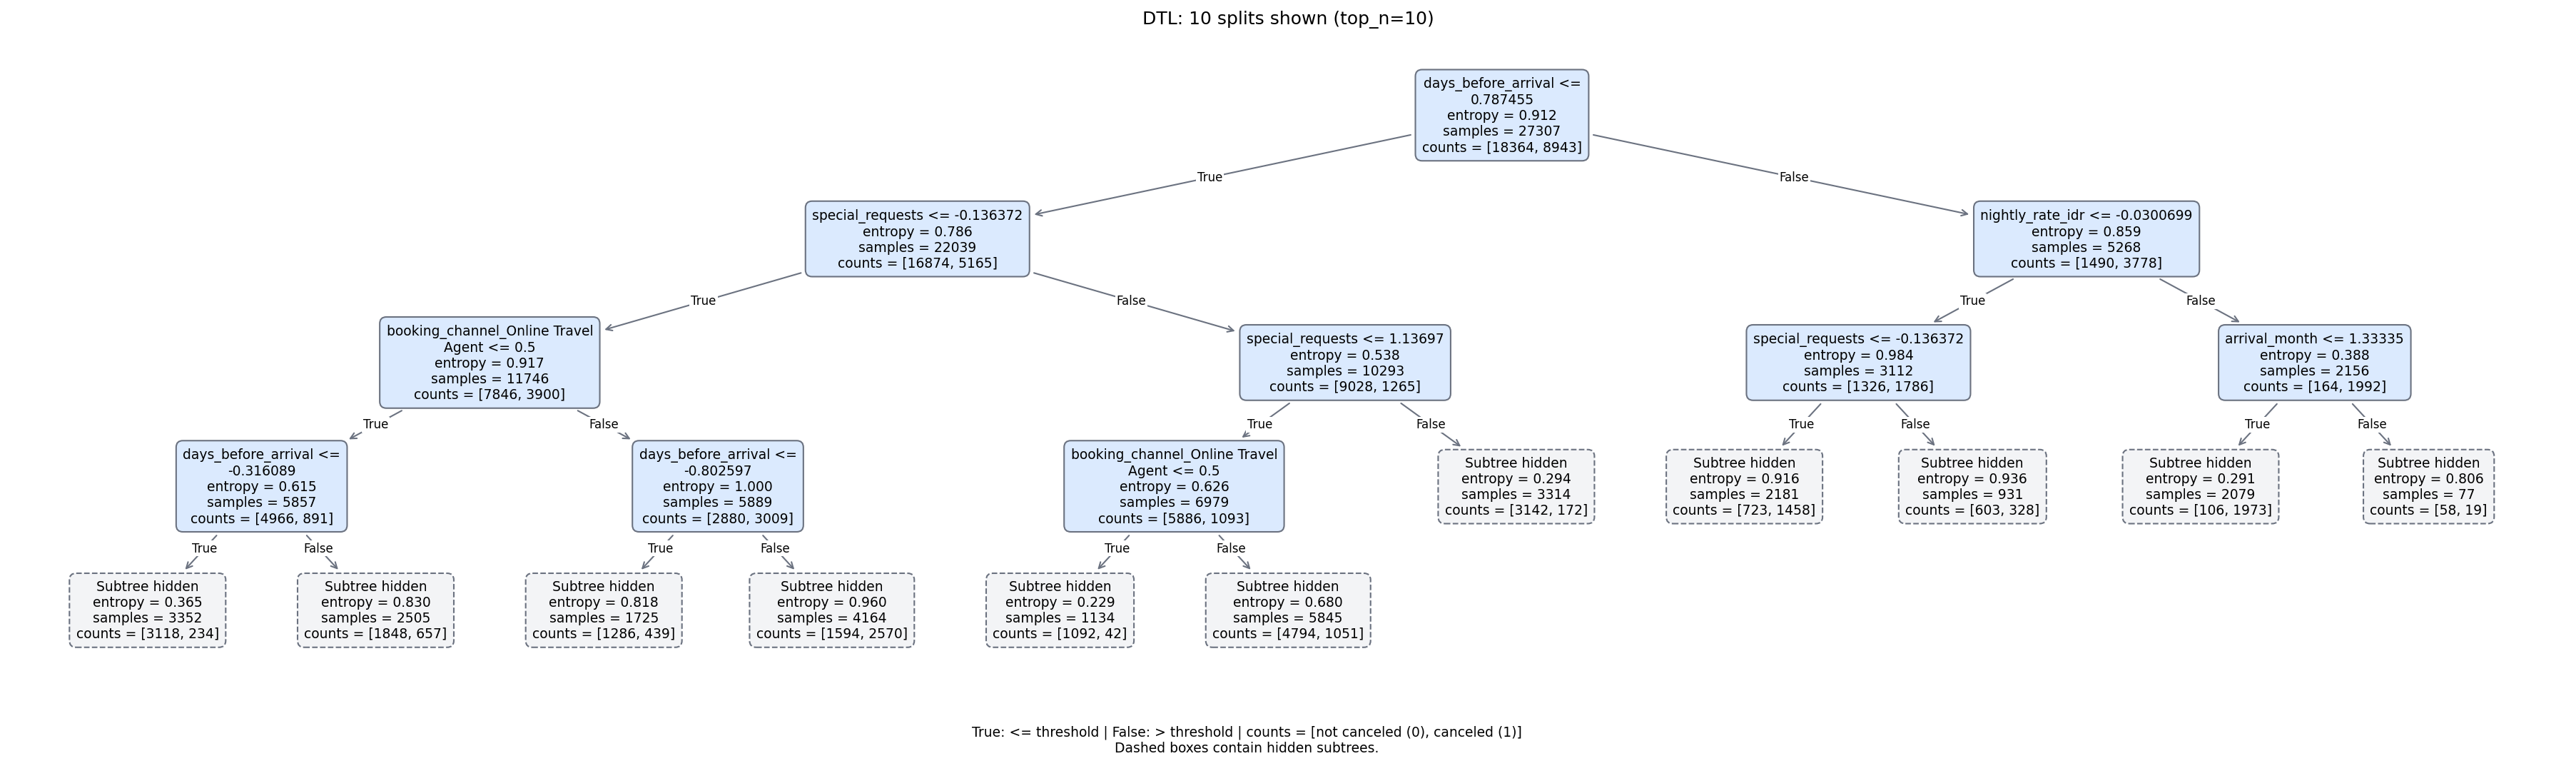 DTL: 10 splits shown (top_n=10)
days_before_arrival <=
0.787455
entropy = 0.912
samples = 27307
counts = [18364, 8943]
True
False
special_requests <= -0.136372
entropy = 0.786
samples = 22039
counts = [16874, 5165]
nightly_rate_idr <= -0.0300699
entropy = 0.859
samples = 5268
counts = [1490, 3778]
True
False
True
False
booking_channel_Online Travel
Agent <= 0.5
entropy = 0.917
samples = 11746
counts = [7846, 3900]
special_requests <= 1.13697
entropy = 0.538
samples = 10293
counts = [9028, 1265]
special_requests <= -0.136372
entropy = 0.984
samples = 3112
counts = [1326, 1786]
arrival_month <= 1.33335
entropy = 0.388
samples = 2156
counts = [164, 1992]
True
False
True
False
True
False
True
False
days_before_arrival <=
-0.316089
entropy = 0.615
samples = 5857
counts = [4966, 891]
days_before_arrival <=
-0.802597
entropy = 1.000
samples = 5889
counts = [2880, 3009]
booking_channel_Online Travel
Agent <= 0.5
entropy = 0.626
samples = 6979
counts = [5886, 1093]
Subtree hidden
entropy = 0.294
samples = 3314
counts = [3142, 172]
Subtree hidden
entropy = 0.916
samples = 2181
counts = [723, 1458]
Subtree hidden
entropy = 0.936
samples = 931
counts = [603, 328]
Subtree hidden
entropy = 0.291
samples = 2079
counts = [106, 1973]
Subtree hidden
entropy = 0.806
samples = 77
counts = [58, 19]
True
False
True
False
True
False
Subtree hidden
entropy = 0.365
samples = 3352
counts = [3118, 234]
Subtree hidden
entropy = 0.830
samples = 2505
counts = [1848, 657]
Subtree hidden
entropy = 0.818
samples = 1725
counts = [1286, 439]
Subtree hidden
entropy = 0.960
samples = 4164
counts = [1594, 2570]
Subtree hidden
entropy = 0.229
samples = 1134
counts = [1092, 42]
Subtree hidden
entropy = 0.680
samples = 5845
counts = [4794, 1051]
True: <= threshold | False: > threshold | counts = [not canceled (0), canceled (1)]
Dashed boxes contain hidden subtrees.